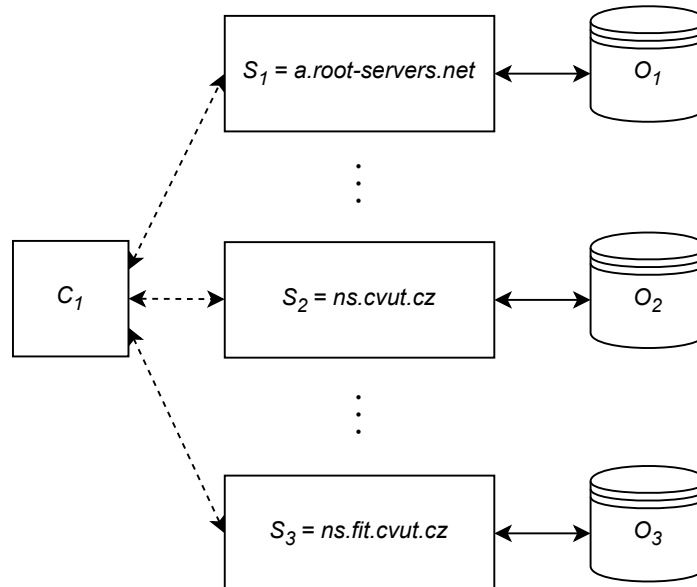 S₁ = a.root-servers.net
O₁
C₁
S₂ = ns.cvut.cz
O₂
S₃ = ns.fit.cvut.cz
O₃